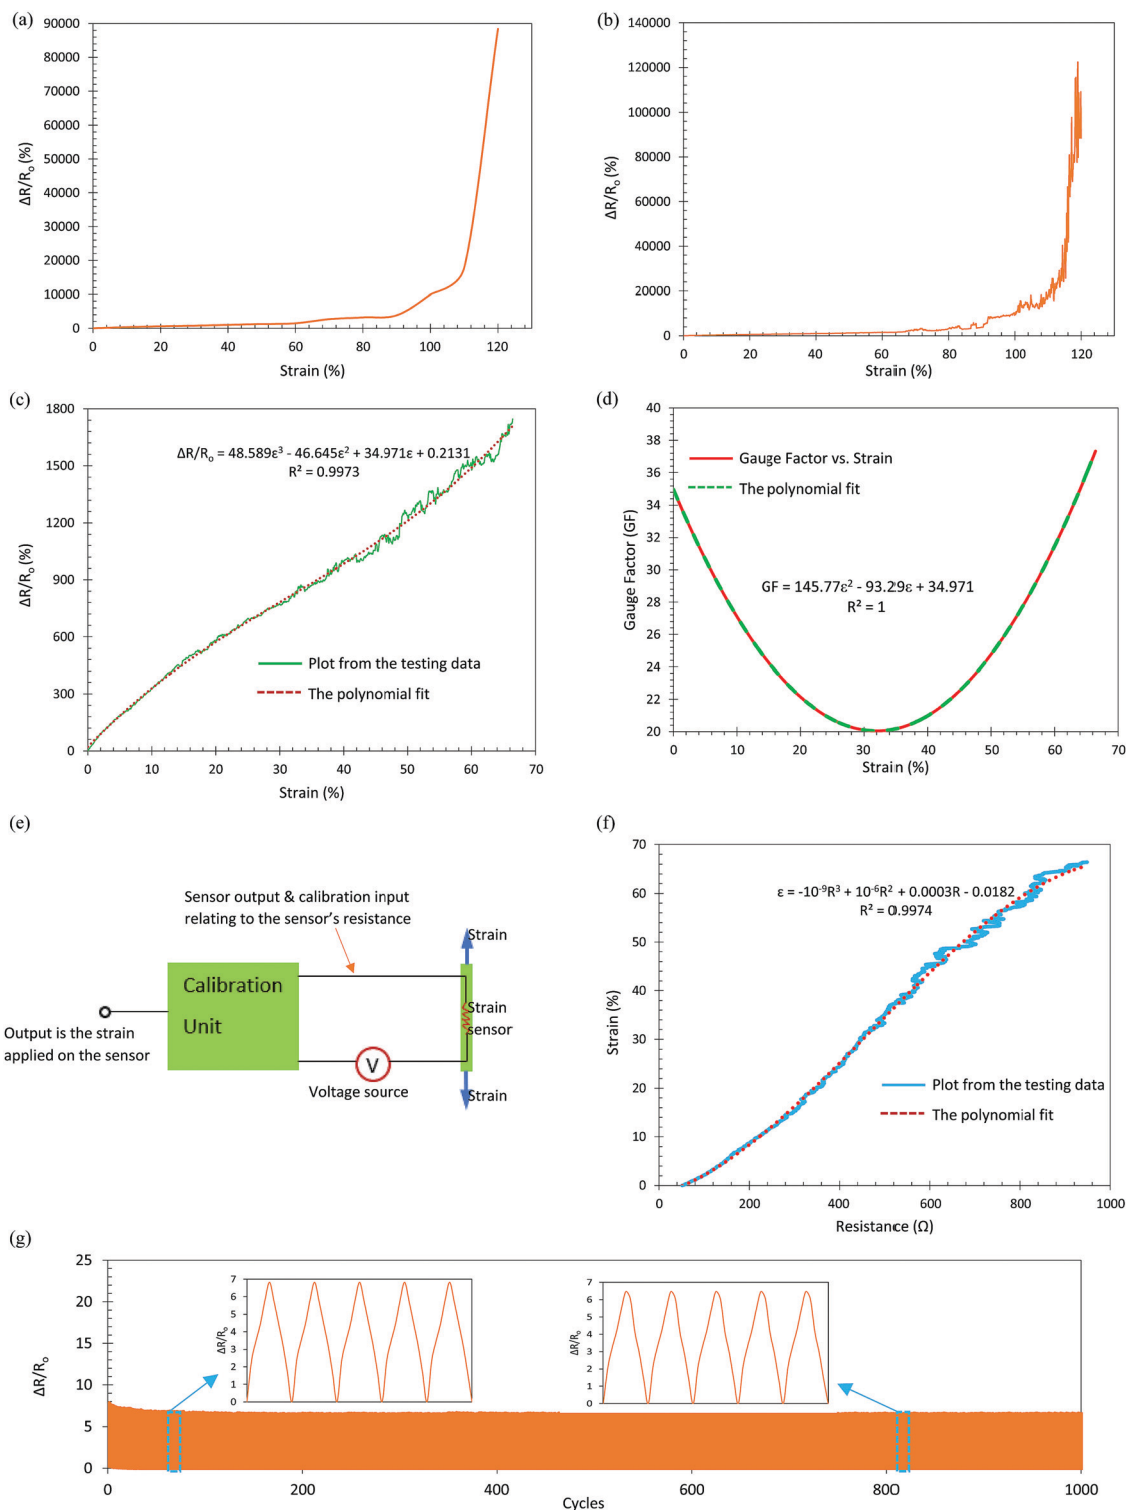 (a)
90000
80000
70000
60000
50000
40000
30000
20000
10000
0
ΔR/Ro (%)
0 20 40 60 80 100 120
Strain (%)
(b)
140000
120000
100000
80000
60000
40000
20000
0
ΔR/Ro (%)
0 20 40 60 80 100 120
Strain (%)
(c)
1800
1500
1200
900
600
300
0
ΔR/Ro (%)
ΔR/Ro = 48.589ε³ - 46.645ε² + 34.971ε + 0.2131
R² = 0.9973
Plot from the testing data
The polynomial fit
0 10 20 30 40 50 60 70
Strain (%)
(d)
40
38
36
34
32
30
28
26
24
22
20
Gauge Factor (GF)
Gauge Factor vs. Strain
The polynomial fit
GF = 145.77ε² - 93.29ε + 34.971
R² = 1
0 10 20 30 40 50 60 70
Strain (%)
(e)
Sensor output & calibration input
relating to the sensor's resistance
Strain
Calibration
Unit
Strain
sensor
Output is the strain
applied on the sensor
V
Voltage source
Strain
(f)
70
60
50
40
30
20
10
0
Strain (%)
ε = -10⁻⁹R³ + 10⁻⁶R² + 0.0003R - 0.0182
R² = 0.9974
Plot from the testing data
The polynomial fit
0 200 400 600 800 1000
Resistance (Ω)
(g)
25
20
15
10
5
0
ΔR/Ro
7
6
5
4
3
2
1
0
ΔR/Ro
7
6
5
4
3
2
1
0
ΔR/Ro
0 200 400 600 800 1000
Cycles